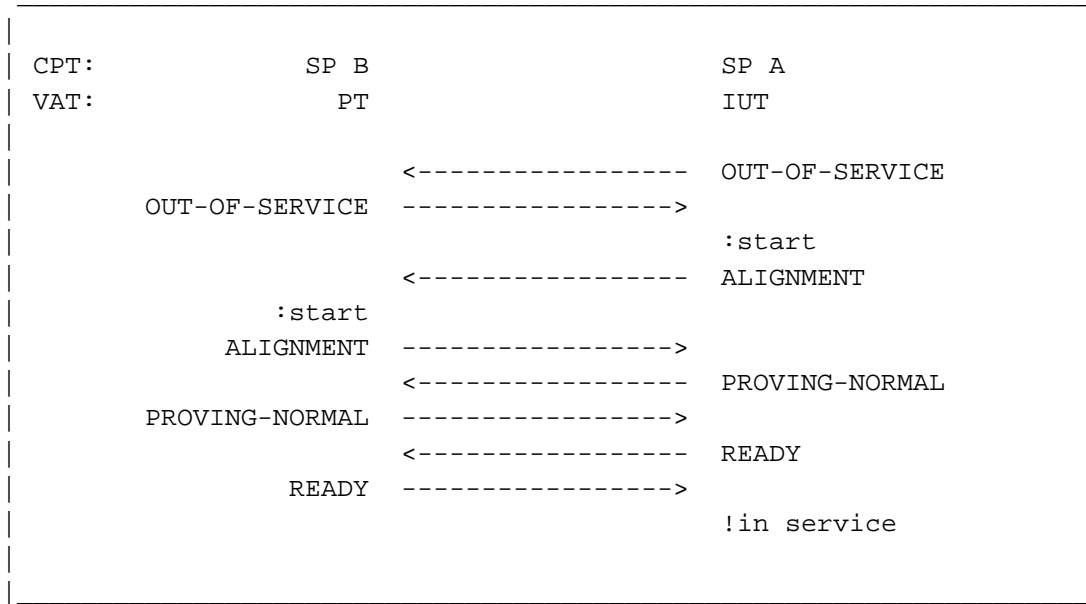 CPT: SP B SP A
VAT: PT IUT
<----------------- OUT-OF-SERVICE
OUT-OF-SERVICE ----------------->
:start
<----------------- ALIGNMENT
:start
ALIGNMENT ----------------->
<----------------- PROVING-NORMAL
PROVING-NORMAL ----------------->
<----------------- READY
READY ----------------->
!in service